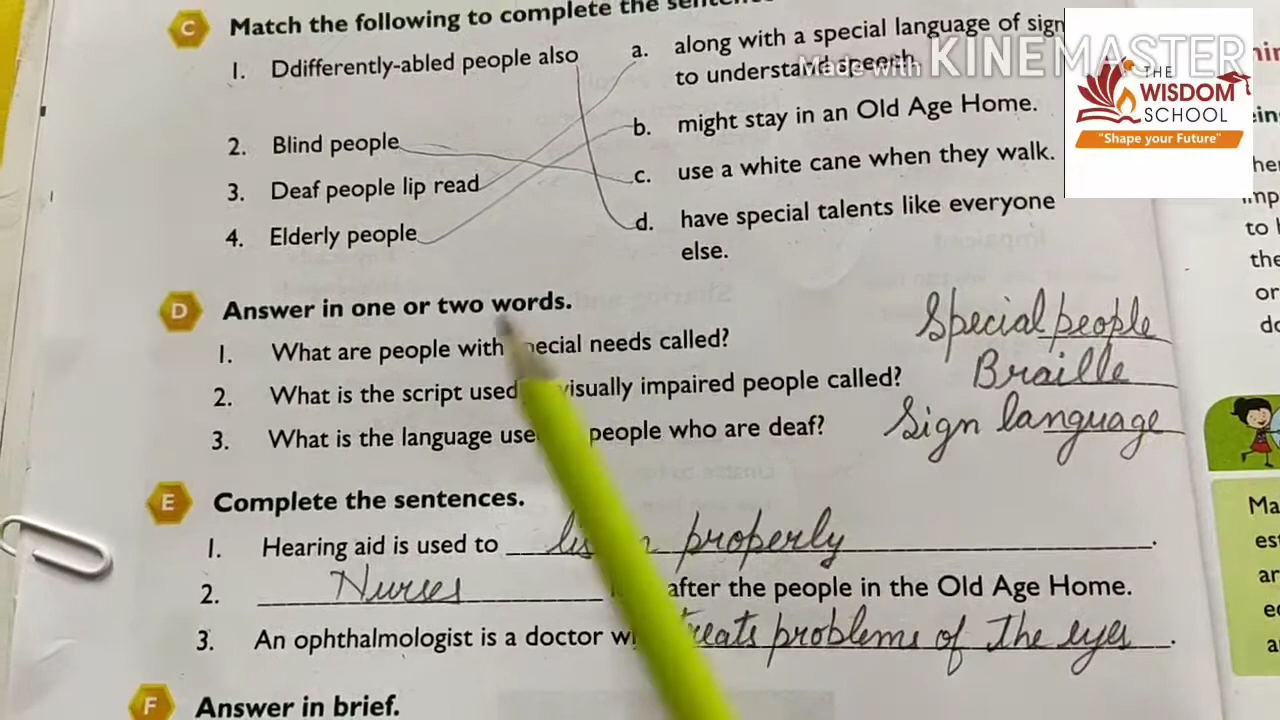 C Match the following to complete the
1. Ddifferently-abled people also
a. along with a special language of sign
to understand speech.
2. Blind people
b. might stay in an Old Age Home.
3. Deaf people lip read
c. use a white cane when they walk.
4. Elderly people
d. have special talents like everyone
else.
Made with KINEMASTER
THE
WISDOM
SCHOOL
"Shape your Future"
D Answer in one or two words.
1. What are people with special needs called? Special people
2. What is the script used visually impaired people called? Braille
3. What is the language people who are deaf? Sign language
E Complete the sentences.
1. Hearing aid is used to listen properly.
2. Nurses after the people in the Old Age Home.
3. An ophthalmologist is a doctor treats problems of the eyes.
F Answer in brief.
to
the
or
Ma